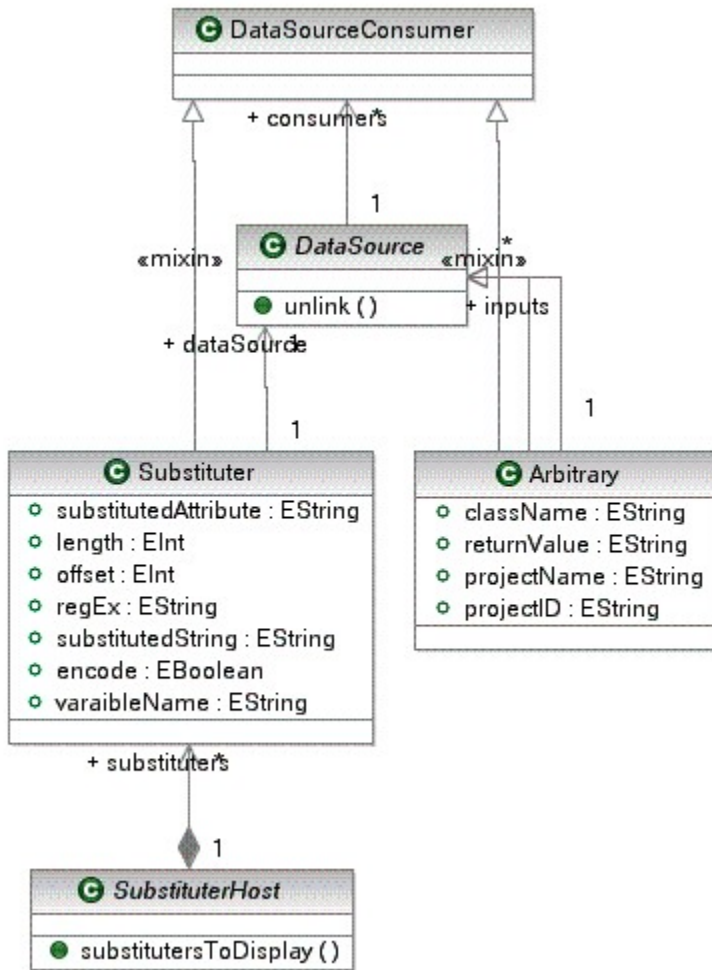 DataSourceConsumer
+ consumers *
1
DataSource
«mixin»
«mixin» *
unlink ()
+ inputs
+ dataSource 1
1
1
Substituter
Arbitrary
substitutedAttribute : EString
className : EString
length : EInt
returnValue : EString
offset : EInt
projectName : EString
regEx : EString
projectID : EString
substitutedString : EString
encode : EBoolean
varaibleName : EString
+ substituters *
1
SubstituterHost
substitutersToDisplay ()